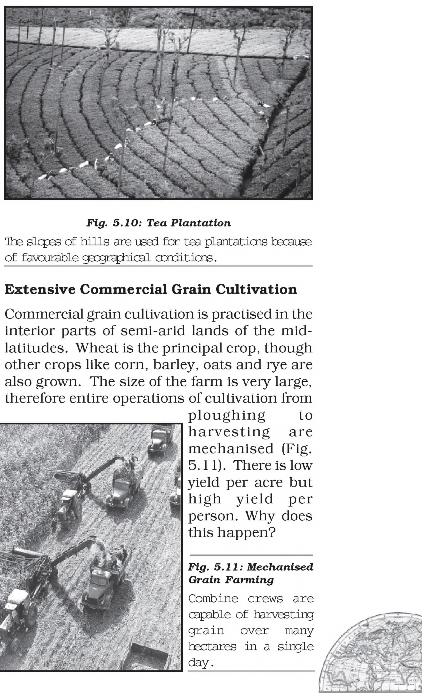 Fig. 5.10: Tea Plantation
The slopes of hills are used for tea plantations because
of favourable geographical conditions.
Extensive Commercial Grain Cultivation
Commercial grain cultivation is practised in the
interior parts of semi-arid lands of the mid-
latitudes. Wheat is the principal crop, though
other crops like corn, barley, oats and rye are
also grown. The size of the farm is very large,
therefore entire operations of cultivation from
ploughing to
harvesting are
mechanised (Fig.
5.11). There is low
yield per acre but
high yield per
person. Why does
this happen?
Fig. 5.11: Mechanised
Grain Farming
Combine crews are
capable of harvesting
grain over many
hectares in a single
day.